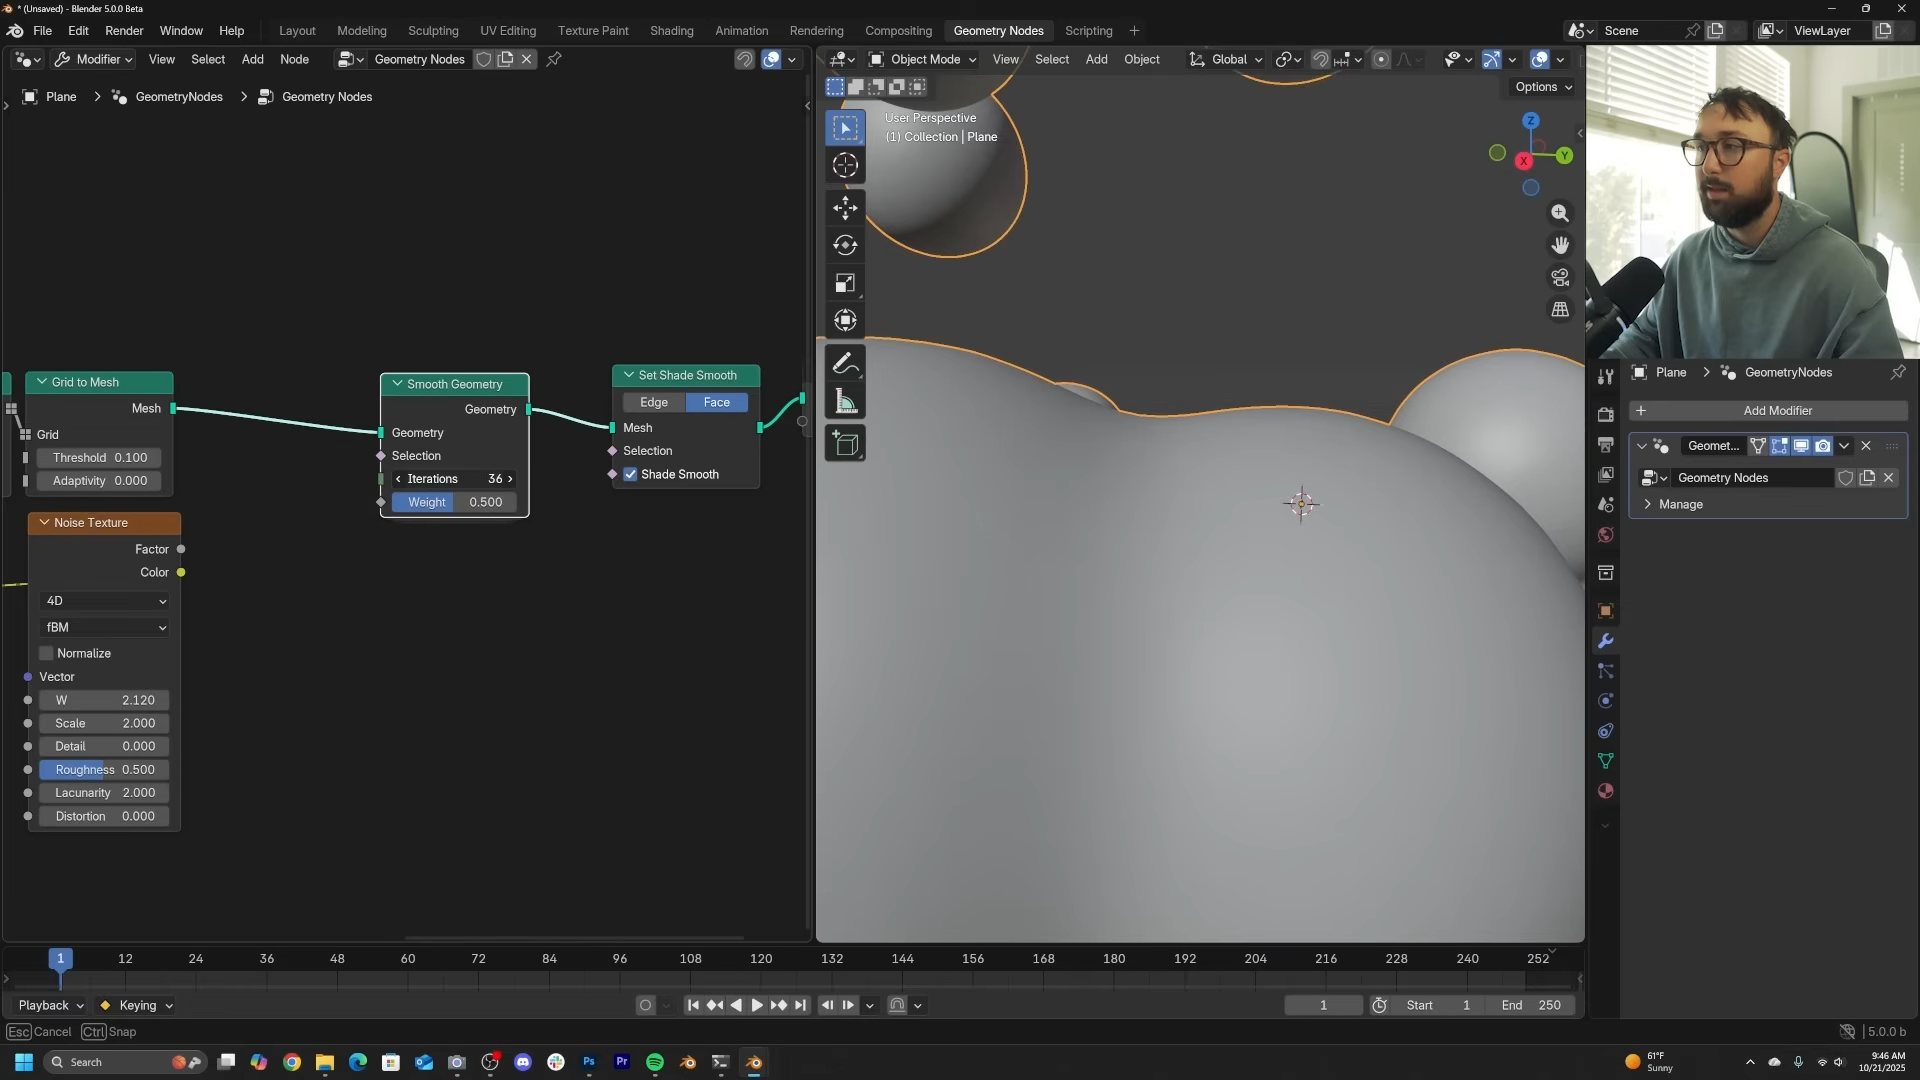 * (Unsaved) - Blender 5.0.0 Beta
File Edit Render Window Help
Layout Modeling Sculpting UV Editing Texture Paint Shading Animation Rendering Compositing Geometry Nodes Scripting
Scene
ViewLayer
Modifier View Select Add Node
Geometry Nodes
Object Mode View Select Add Object
Global
Plane GeometryNodes Geometry Nodes
Options
User Perspective
(1) Collection | Plane
Z
Y
X
Grid to Mesh
Mesh
Grid
Threshold 0.100
Adaptivity 0.000
Smooth Geometry
Geometry
Geometry
Selection
Iterations 36
Weight 0.500
Set Shade Smooth
Edge Face
Mesh
Selection
Shade Smooth
Noise Texture
Factor
Color
4D
fBM
Normalize
Vector
W 2.120
Scale 2.000
Detail 0.000
Roughness 0.500
Lacunarity 2.000
Distortion 0.000
Plane GeometryNodes
Add Modifier
Geomet...
Geometry Nodes
Manage
1 12 24 36 48 60 72 84 96 108 120 132 144 156 168 180 192 204 216 228 240 252
Playback Keying
1 Start 1 End 250
Esc Cancel Ctrl Snap
5.0.0 b
Search
Ps
Pr
61°F
Sunny
9:46 AM
10/21/2025